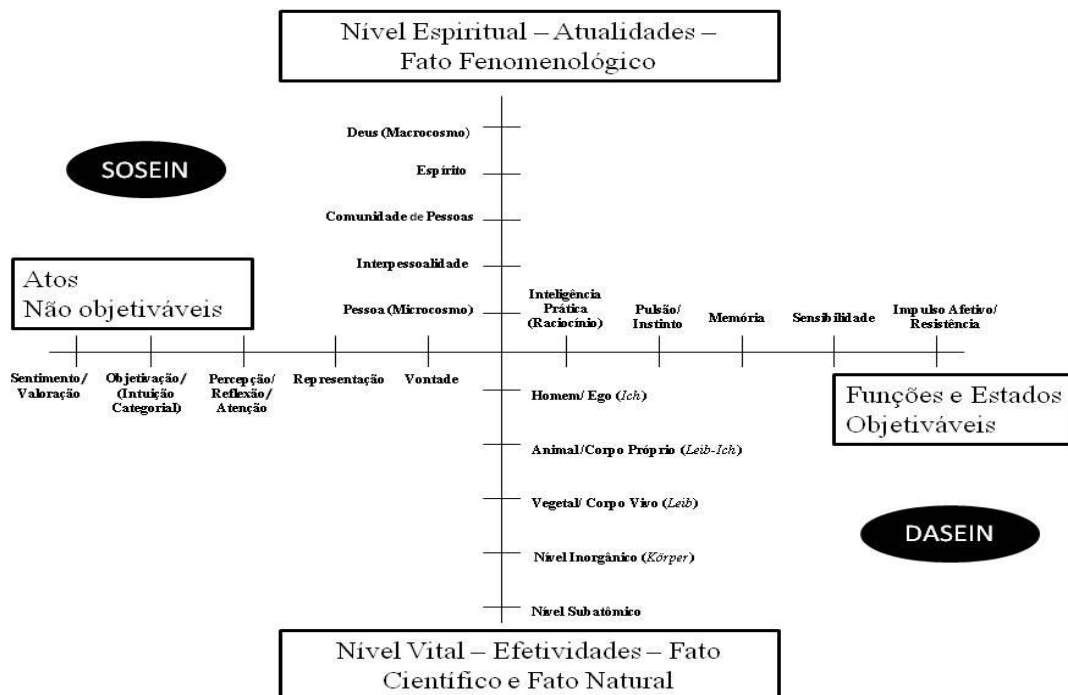 Nível Espiritual – Atualidades –
Fato Fenomenológico
Deus (Macrocosmo)
SOSEIN
Espírito
Comunidade de Pessoas
Interpessoalidade
Atos
Não objetiváveis
Pessoa (Microcosmo)
Inteligência
Prática
(Raciocínio)
Pulsão/
Instinto
Memória
Sensibilidade
Impulso Afetivo/
Resistência
Sentimento/
Valoração
Objetivação/
(Intuição
Categorial)
Percepção/
Reflexão/
Atenção
Representação
Vontade
Homem/ Ego (Ich)
Funções e Estados
Objetiváveis
Animal/Corpo Próprio (Leib-Ich)
Vegetal/ Corpo Vivo (Leib)
DASEIN
Nível Inorgânico (Körper)
Nível Subatômico
Nível Vital – Efetividades – Fato
Científico e Fato Natural